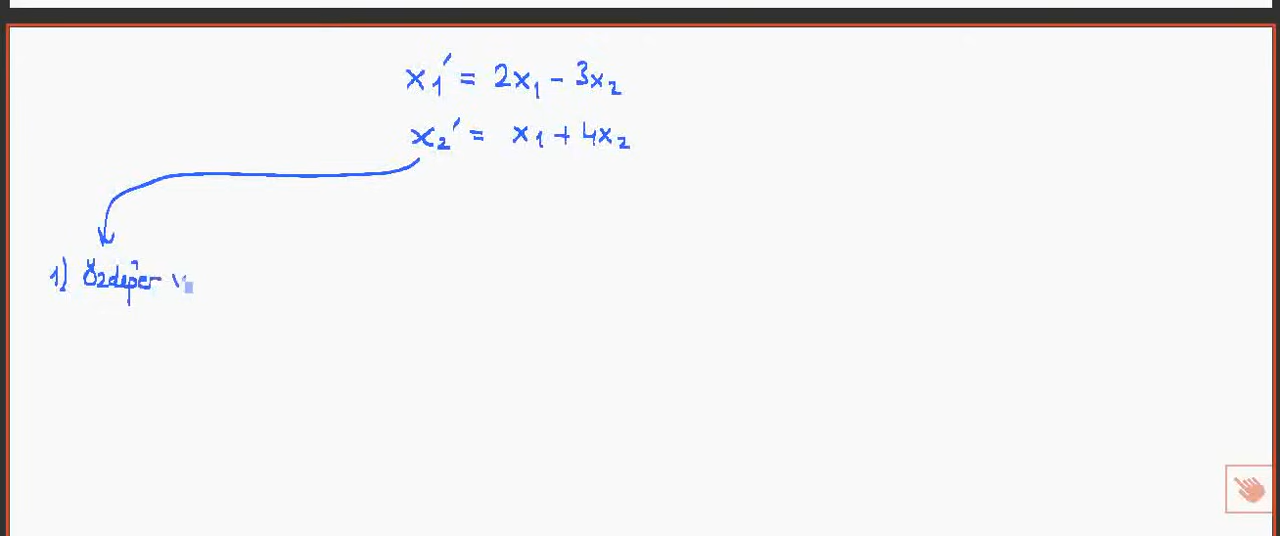 x₁′ = 2x₁ − 3x₂
x₂′ = x₁ + 4x₂
1) Özdeğer